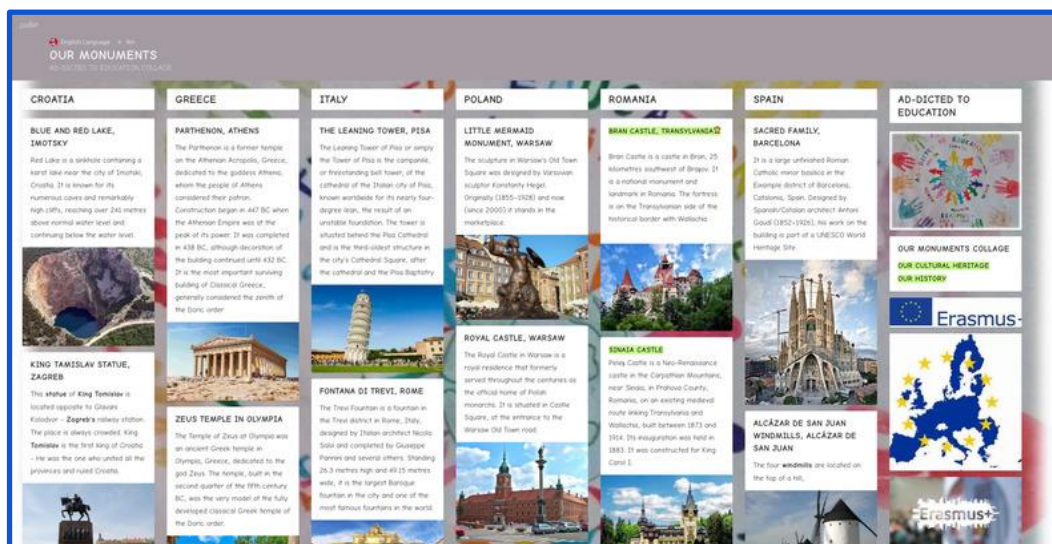 padlet
English Language
OUR MONUMENTS
AD-DICTED TO EDUCATION COLLAGE
CROATIA
BLUE AND RED LAKE,
IMOTSKY
Red Lake is a sinkhole containing a
karst lake near the city of Imotski,
Croatia. It is known for its
numerous caves and remarkably
high cliffs, reaching over 241 metres
above normal water level and
continuing below the water level.
KING TAMISLAV STATUE,
ZAGREB
This statue of King Tomislav is
located opposite to Glavani
Kolodvor – Zagreb's railway station.
The place is always crowded. King
Tomislav is the first king of Croatia
– He was the one who united all the
provinces and ruled Croatia.
GREECE
PARTHENON, ATHENS
The Parthenon is a former temple
on the Athenian Acropolis, Greece,
dedicated to the goddess Athena,
whom the people of Athens
considered their patron.
Construction began in 447 BC when
the Athenian Empire was at the
peak of its power. It was completed
in 438 BC, although decoration of
the building continued until 432 BC.
It is the most important surviving
building of Classical Greece,
generally considered the zenith of
the Doric order
ZEUS TEMPLE IN OLYMPIA
The Temple of Zeus at Olympia was
an ancient Greek temple in
Olympia, Greece, dedicated to the
god Zeus. The temple, built in the
second quarter of the fifth century
BC, was the very model of the fully
developed classical Greek temple of
the Doric order.
ITALY
THE LEANING TOWER, PISA
The Leaning Tower of Pisa or simply
the Tower of Pisa is the campanile,
or freestanding bell tower, of the
cathedral of the Italian city of Pisa,
known worldwide for its nearly four-
degree lean, the result of an
unstable foundation. The tower is
situated behind the Pisa Cathedral
and is the third-oldest structure in
the city's Cathedral Square, after
the cathedral and the Pisa Baptistry
FONTANA DI TREVI, ROME
The Trevi Fountain is a fountain in
the Trevi district in Rome, Italy,
designed by Italian architect Nicola
Salvi and completed by Giuseppe
Pannini and several others. Standing
26.3 metres high and 49.15 metres
wide, it is the largest Baroque
fountain in the city and one of the
most famous fountains in the world.
POLAND
LITTLE MERMAID
MONUMENT, WARSAW
The sculpture in Warsaw's Old Town
Square was designed by Varsovian
sculptor Konstanty Hegel.
Originally (1855–1928) and now
(since 2000) it stands in the
marketplace.
ROYAL CASTLE, WARSAW
The Royal Castle in Warsaw is a
royal residence that formerly
served throughout the centuries as
the official home of Polish
monarchs. It is situated in Castle
Square, at the entrance to the
Warsaw Old Town road.
ROMANIA
BRAN CASTLE, TRANSYLVANIA
Bran Castle is a castle in Bran, 25
kilometres southwest of Brașov. It
is a national monument and
landmark in Romania. The fortress
is on the Transylvanian side of the
historical border with Wallachia
SINAIA CASTLE
Peleș Castle is a Neo-Renaissance
castle in the Carpathian Mountains,
near Sinaia, in Prahova County,
Romania, on an existing medieval
route linking Transylvania and
Wallachia, built between 1873 and
1914. Its inauguration was held in
1883. It was constructed for King
Carol I.
SPAIN
SACRED FAMILY,
BARCELONA
It is a large unfinished Roman
Catholic minor basilica in the
Eixample district of Barcelona,
Catalonia, Spain. Designed by
Spanish/Catalan architect Antoni
Gaudí (1852–1926), his work on the
building is part of a UNESCO World
Heritage Site.
ALCÁZAR DE SAN JUAN
WINDMILLS, ALCÁZAR DE
SAN JUAN
The four windmills are located on
the top of a hill,
AD-DICTED TO
EDUCATION
OUR MONUMENTS COLLAGE
OUR CULTURAL HERITAGE
OUR HISTORY
Erasmus+
Erasmus+